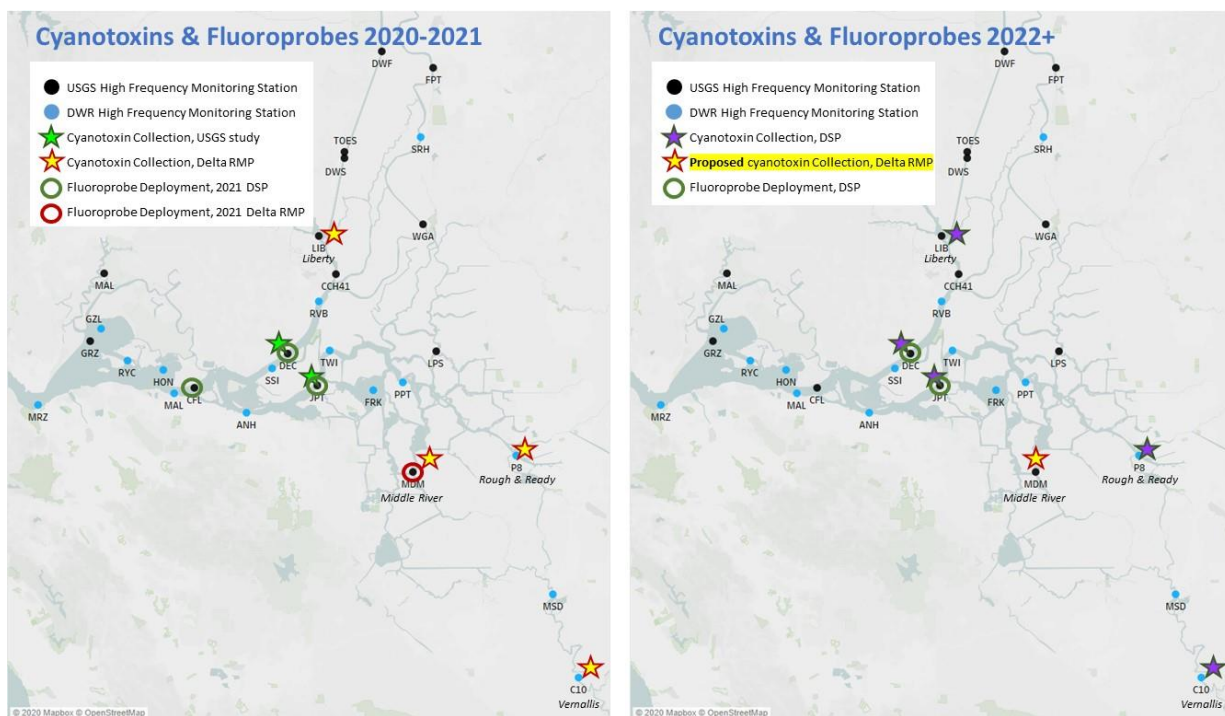 Cyanotoxins & Fluoroprobes 2020-2021
USGS High Frequency Monitoring Station
DWR High Frequency Monitoring Station
Cyanotoxin Collection, USGS study
Cyanotoxin Collection, Delta RMP
Fluoroprobe Deployment, 2021 DSP
Fluoroprobe Deployment, 2021 Delta RMP
DWF
FPT
SRH
TOES
DWS
WGA
LIB
Liberty
CCH41
MAL
RVB
GZL
GRZ
DEC
TWI
LPS
RYC
HON
SSI
MAL
CFL
JPT
FRK
PPT
MRZ
ANH
P8
Rough & Ready
MDM
Middle River
MSD
C10
Vernallis
© 2020 Mapbox © OpenStreetMap
Cyanotoxins & Fluoroprobes 2022+
USGS High Frequency Monitoring Station
DWR High Frequency Monitoring Station
Cyanotoxin Collection, DSP
Proposed cyanotoxin Collection, Delta RMP
Fluoroprobe Deployment, DSP
DWF
FPT
SRH
TOES
DWS
WGA
LIB
Liberty
CCH41
MAL
RVB
GZL
GRZ
DEC
TWI
LPS
RYC
HON
SSI
MAL
CFL
JPT
FRK
PPT
MRZ
ANH
P8
Rough & Ready
MDM
Middle River
MSD
C10
Vernallis
© 2020 Mapbox © OpenStreetMap